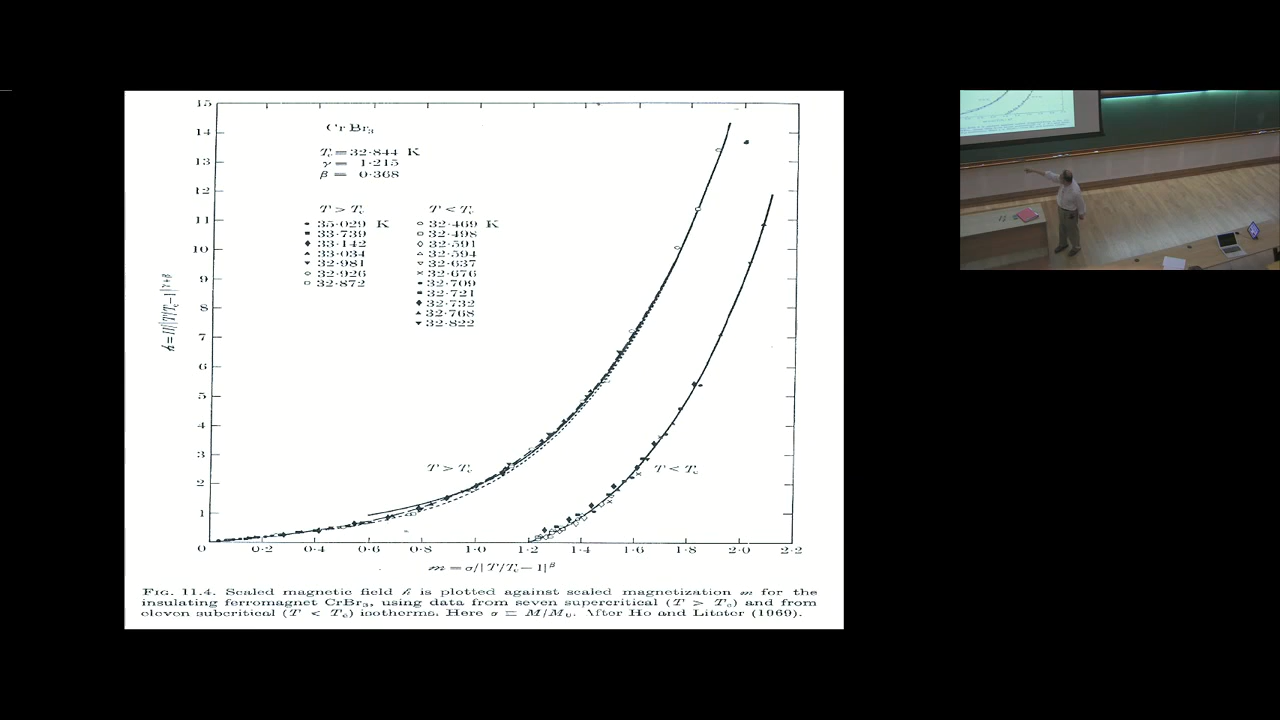 CrBr₃
T꜀=32·844 K
γ = 1·215
β = 0·368
T > T꜀ T < T꜀
35·029 K 32·469 K
33·739 32·498
33·142 32·591
33·034 32·594
32·981 32·637
32·926 32·676
32·872 32·709
32·721
32·732
32·768
32·822
15
14
13
12
11
10
9
8
7
6
5
4
3
2
1
h = H/|T/T꜀−1|^γ+β
T > T꜀ T < T꜀
0 0·2 0·4 0·6 0·8 1·0 1·2 1·4 1·6 1·8 2·0 2·2
m = σ/|T/T꜀−1|^β
FIG. 11.4. Scaled magnetic field h is plotted against scaled magnetization m for the
insulating ferromagnet CrBr₃, using data from seven supercritical (T > T꜀) and from
eleven subcritical (T < T꜀) isotherms. Here σ ≡ M/M₀. After Ho and Litster (1969).